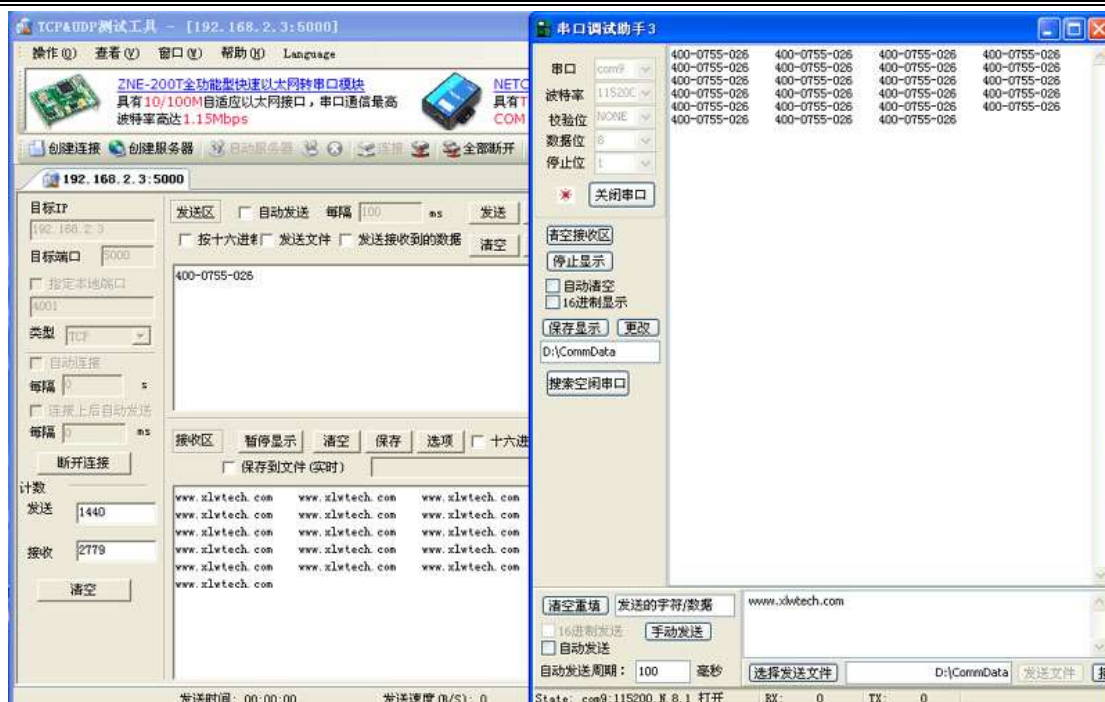 TCP&UDP测试工具 - [192.168.2.3:5000]
操作(O) 查看(V) 窗口(W) 帮助(H) Language
ZNE-200T全功能型快速以太网转串口模块
具有10/100M自适应以太网接口，串口通信最高
波特率高达1.15Mbps
NETC
具有T
COM
创建连接 创建服务器 启动服务器 连接 全部断开
192.168.2.3:5000
目标IP
192.168.2.3
目标端口 5000
指定本地端口
4001
类型 TCP
自动连接
每隔 0 s
连接上后自动发送
每隔 0 ms
断开连接
计数
发送 1440
接收 2779
清空
发送区 自动发送 每隔 100 ms 发送
按十六进制 发送文件 发送接收到的数据 清空
400-0755-026
接收区 暂停显示 清空 保存 选项 十六进
保存到文件(实时)
www.xlwtech.com www.xlwtech.com www.xlwtech.com
www.xlwtech.com www.xlwtech.com www.xlwtech.com
www.xlwtech.com www.xlwtech.com www.xlwtech.com
www.xlwtech.com www.xlwtech.com www.xlwtech.com
www.xlwtech.com www.xlwtech.com www.xlwtech.com
www.xlwtech.com
发送时间: 00:00:00 发送速度(B/S): 0
串口调试助手3
串口 com9
波特率 115200
校验位 NONE
数据位 8
停止位 1
关闭串口
清空接收区
停止显示
自动清空
16进制显示
保存显示 更改
D:\CommData
搜索空闲串口
400-0755-026 400-0755-026 400-0755-026 400-0755-026
400-0755-026 400-0755-026 400-0755-026 400-0755-026
400-0755-026 400-0755-026 400-0755-026 400-0755-026
400-0755-026 400-0755-026 400-0755-026 400-0755-026
400-0755-026 400-0755-026 400-0755-026 400-0755-026
400-0755-026 400-0755-026 400-0755-026
清空重填 发送的字符/数据
www.xlwtech.com
16进制发送 手动发送
自动发送
自动发送周期: 100 毫秒 选择发送文件 D:\CommData 发送文件
State: com9:115200 N.8.1 打开 RX: 0 TX: 0